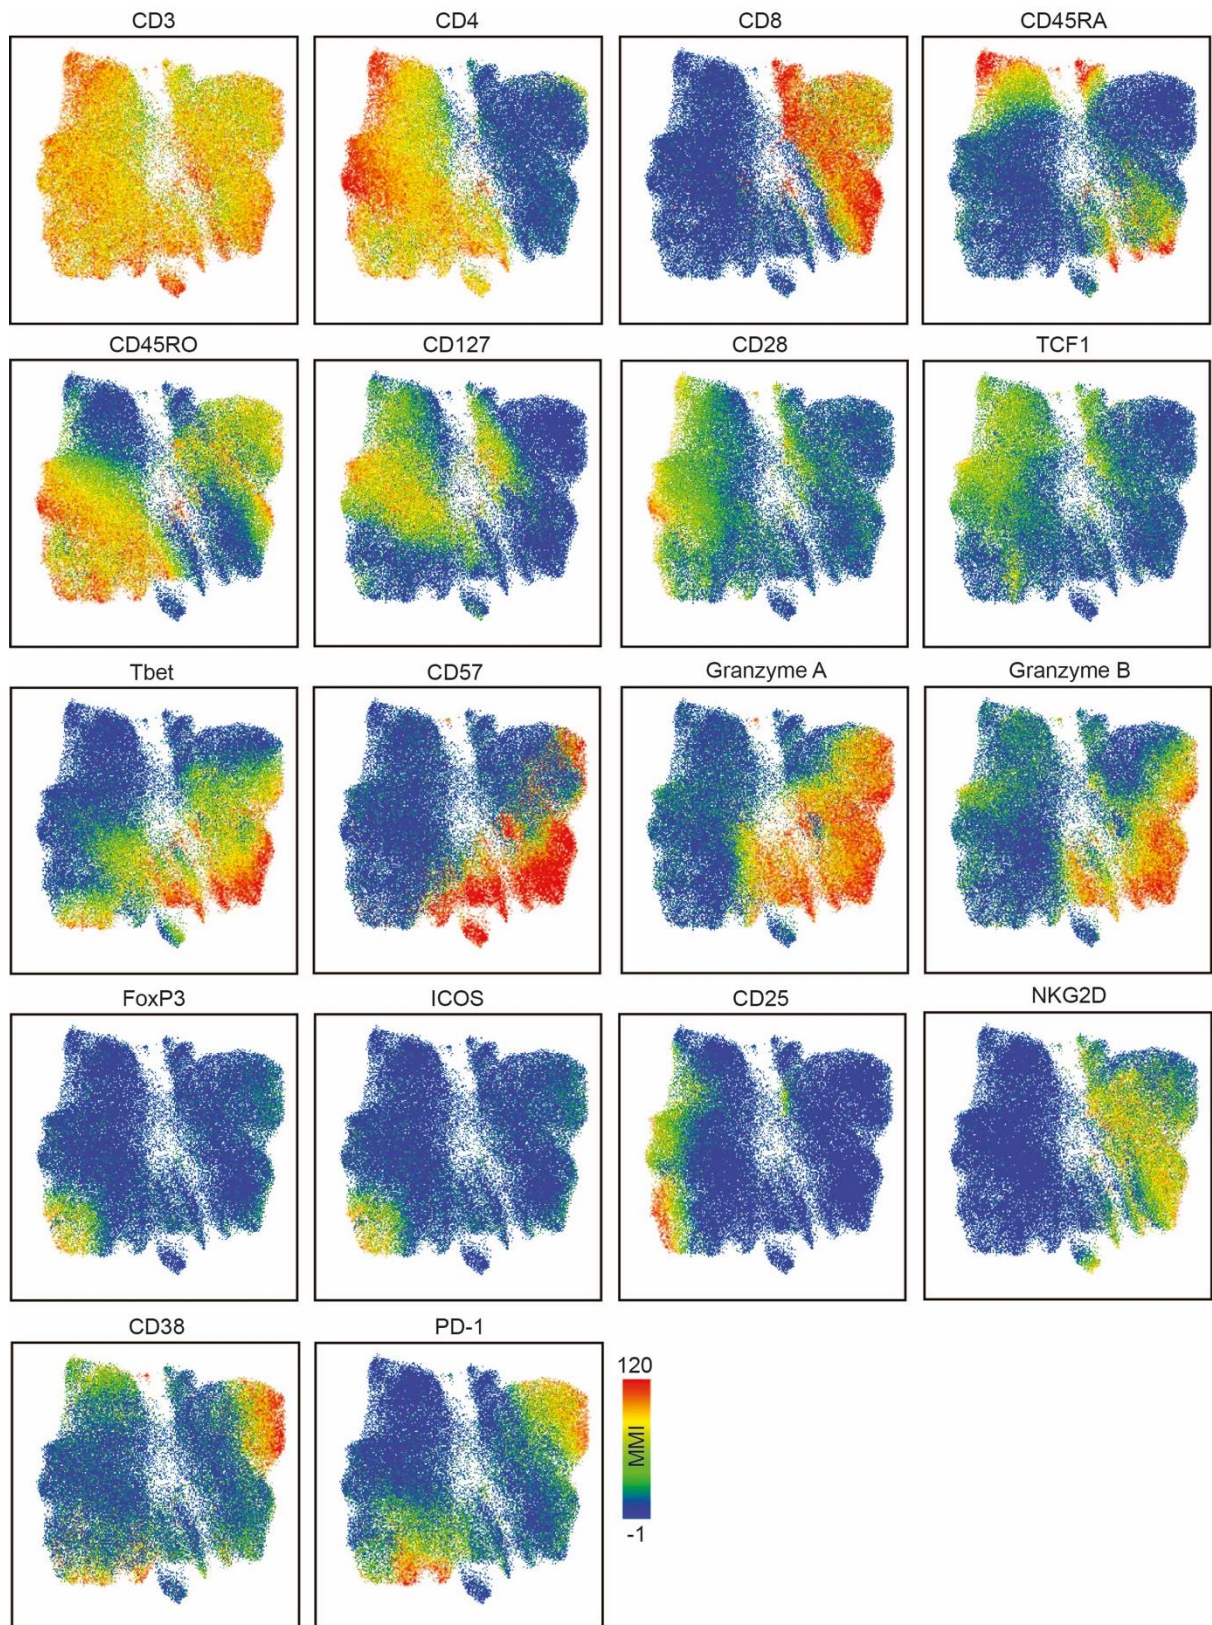 CD3 CD4 CD8 CD45RA
CD45RO CD127 CD28 TCF1
Tbet CD57 Granzyme A Granzyme B
FoxP3 ICOS CD25 NKG2D
CD38 PD-1
120
MMI
-1